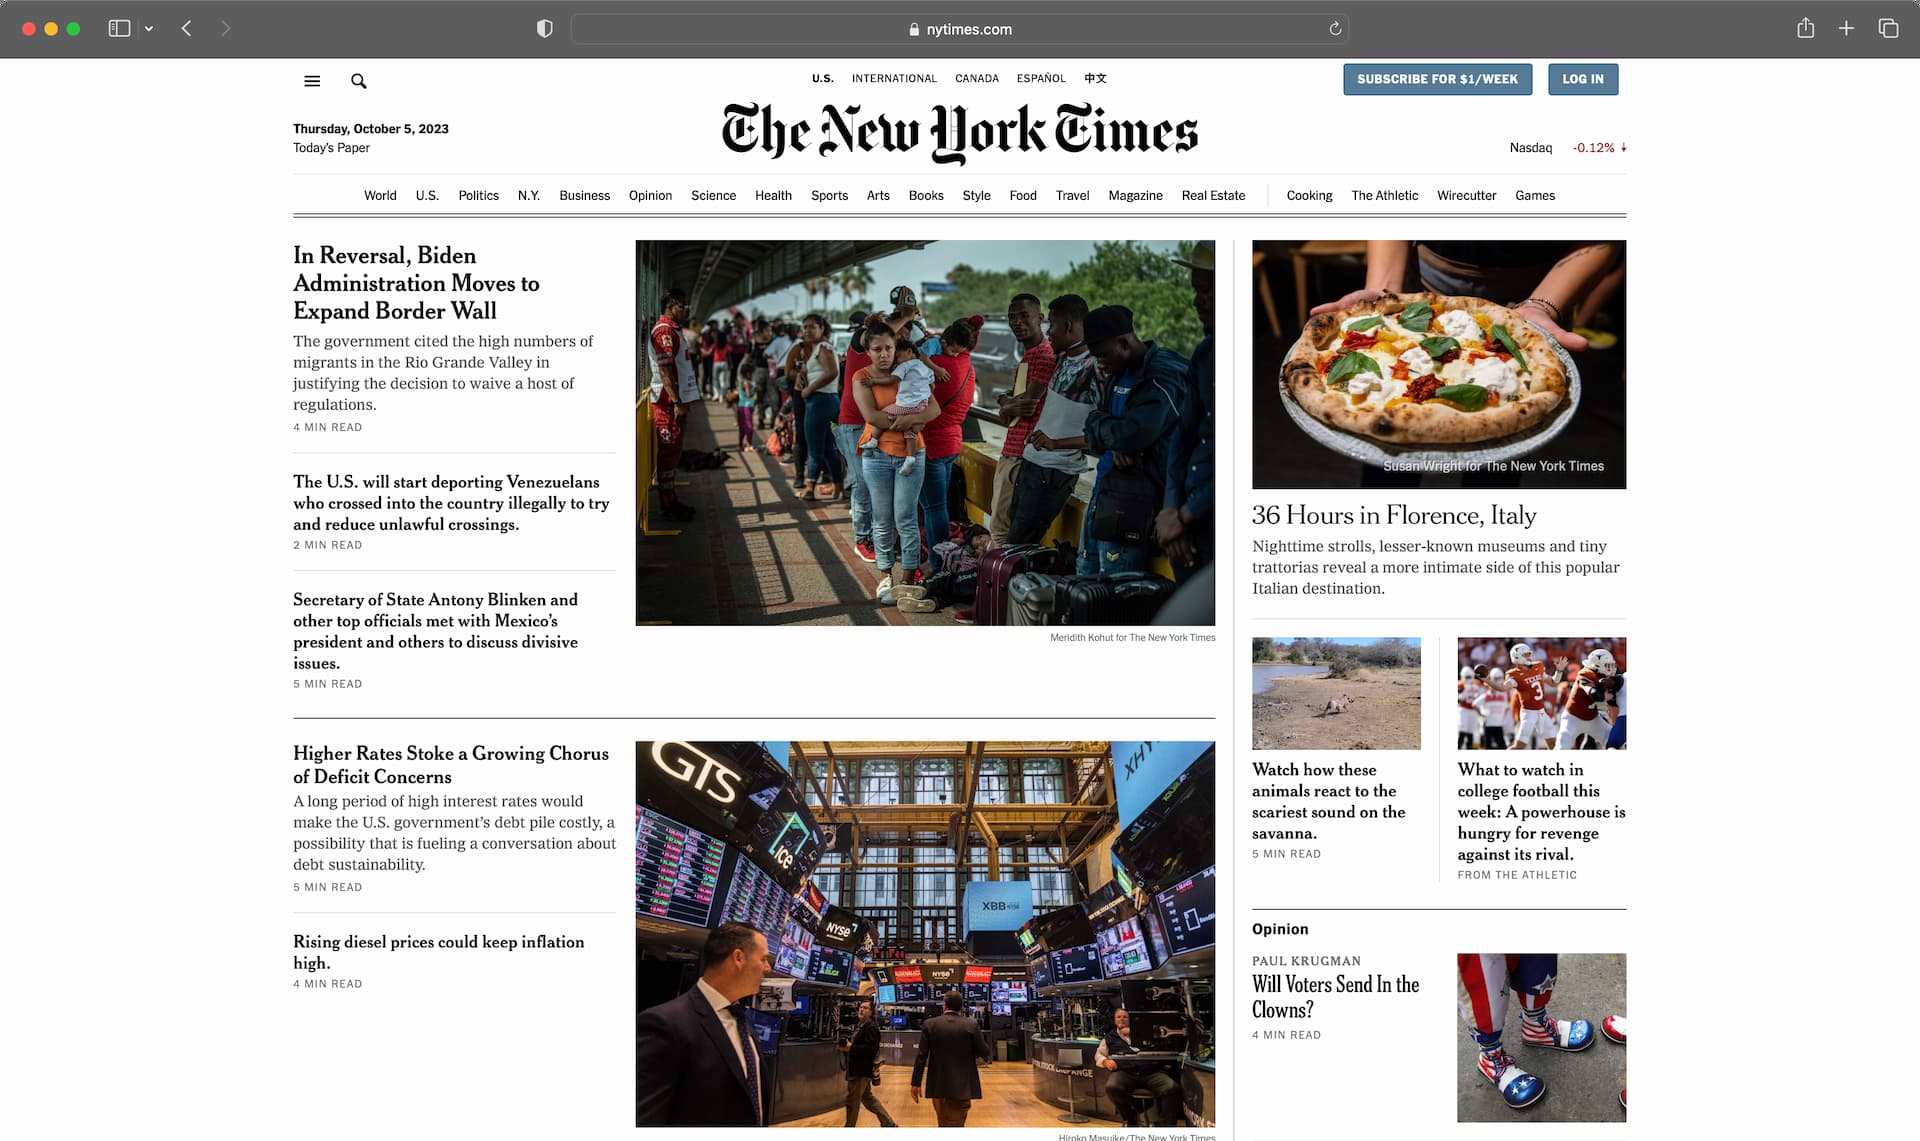 nytimes.com
U.S. INTERNATIONAL CANADA ESPAÑOL 中文
SUBSCRIBE FOR $1/WEEK LOG IN
The New York Times
Thursday, October 5, 2023
Today's Paper
Nasdaq -0.12% ↓
World U.S. Politics N.Y. Business Opinion Science Health Sports Arts Books Style Food Travel Magazine Real Estate Cooking The Athletic Wirecutter Games
In Reversal, Biden
Administration Moves to
Expand Border Wall
The government cited the high numbers of
migrants in the Rio Grande Valley in
justifying the decision to waive a host of
regulations.
4 MIN READ
The U.S. will start deporting Venezuelans
who crossed into the country illegally to try
and reduce unlawful crossings.
2 MIN READ
Secretary of State Antony Blinken and
other top officials met with Mexico's
president and others to discuss divisive
issues.
5 MIN READ
Meridith Kohut for The New York Times
Higher Rates Stoke a Growing Chorus
of Deficit Concerns
A long period of high interest rates would
make the U.S. government's debt pile costly, a
possibility that is fueling a conversation about
debt sustainability.
5 MIN READ
Rising diesel prices could keep inflation
high.
4 MIN READ
GTS
ice
NYSE
XBB
NYSE
Hiroko Masuike/The New York Times
Susan Wright for The New York Times
36 Hours in Florence, Italy
Nighttime strolls, lesser-known museums and tiny
trattorias reveal a more intimate side of this popular
Italian destination.
TEXAS
3
Watch how these
animals react to the
scariest sound on the
savanna.
5 MIN READ
What to watch in
college football this
week: A powerhouse is
hungry for revenge
against its rival.
FROM THE ATHLETIC
Opinion
PAUL KRUGMAN
Will Voters Send In the
Clowns?
4 MIN READ